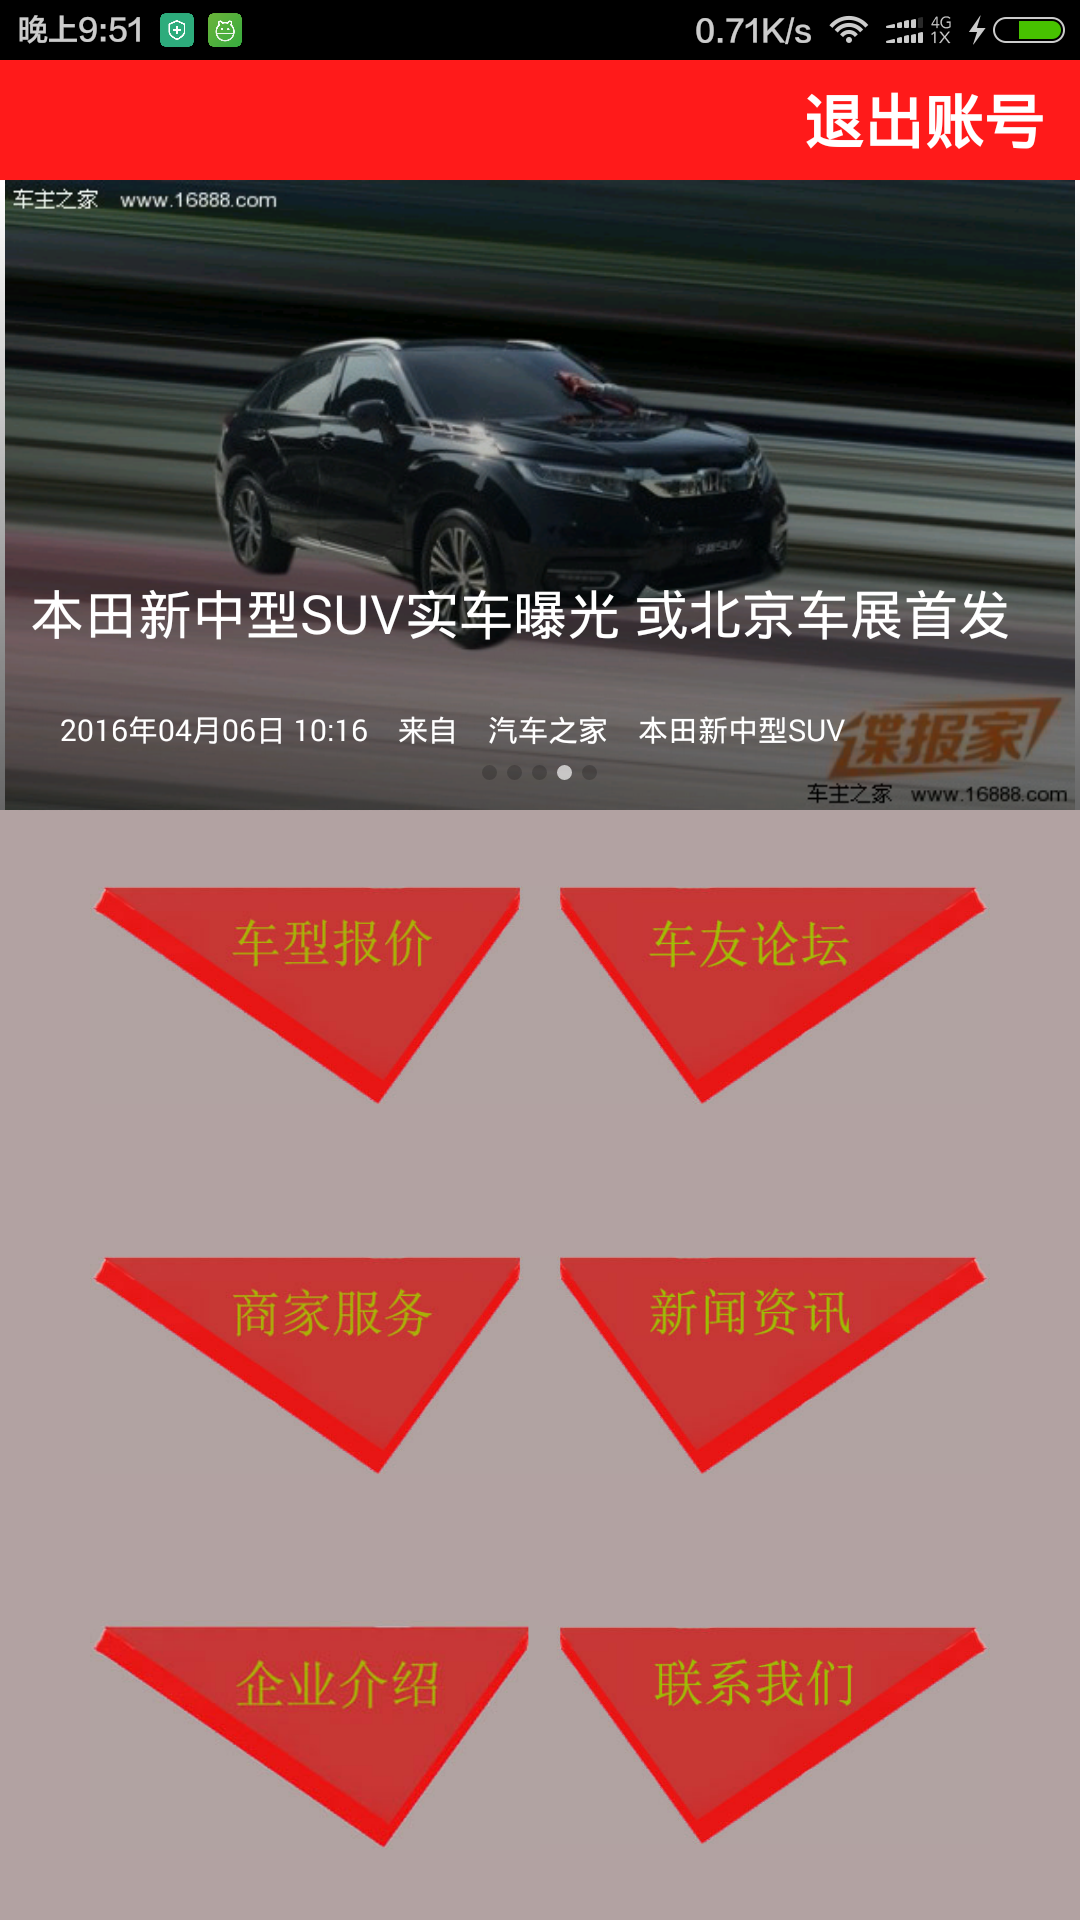 晚上9:51 0.71K/s 4G 1X
退出账号
车主之家 www.16888.com
全新SUV
本田新中型SUV实车曝光 或北京车展首发
2016年04月06日 10:16 来自 汽车之家 本田新中型SUV
谍报家
车主之家 www.16888.com
车型报价 车友论坛
商家服务 新闻资讯
企业介绍 联系我们